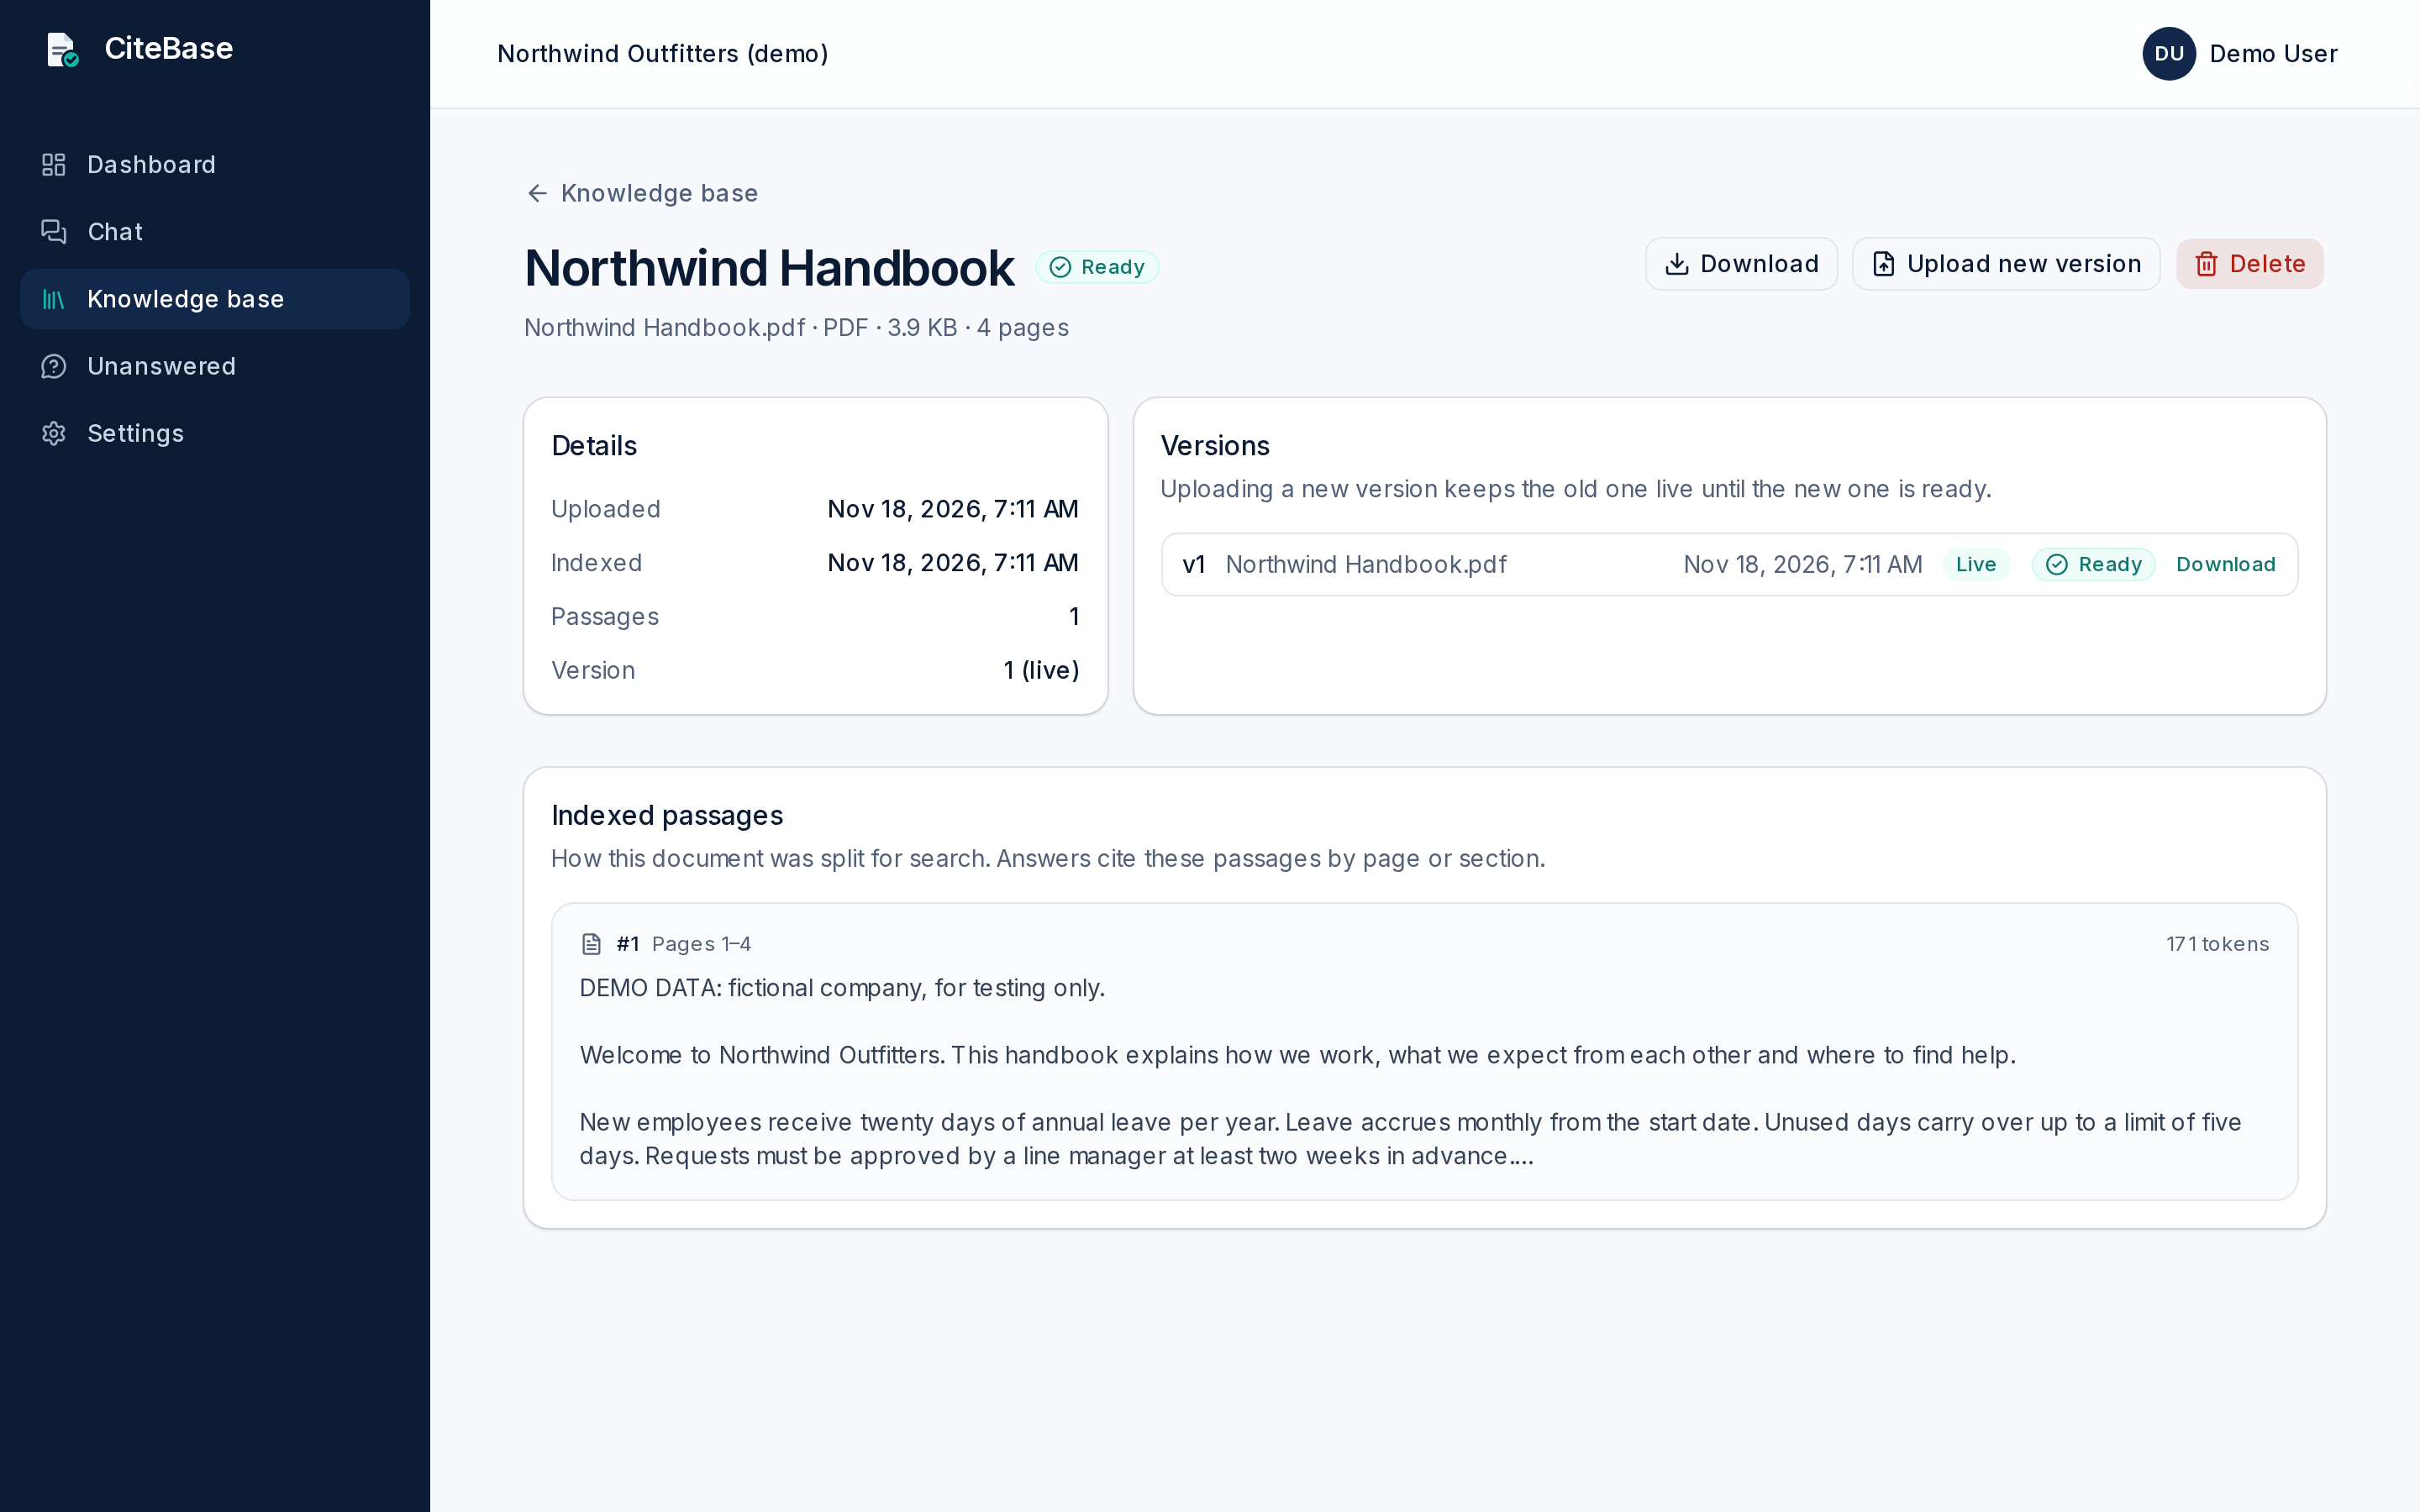 CiteBase
Dashboard
Chat
Knowledge base
Unanswered
Settings
Northwind Outfitters (demo)
DU
Demo User
Knowledge base
Northwind Handbook
Ready
Download
Upload new version
Delete
Northwind Handbook.pdf · PDF · 3.9 KB · 4 pages
Details
Uploaded Nov 18, 2026, 7:11 AM
Indexed Nov 18, 2026, 7:11 AM
Passages 1
Version 1 (live)
Versions
Uploading a new version keeps the old one live until the new one is ready.
v1 Northwind Handbook.pdf Nov 18, 2026, 7:11 AM Live Ready Download
Indexed passages
How this document was split for search. Answers cite these passages by page or section.
#1 Pages 1–4 171 tokens
DEMO DATA: fictional company, for testing only.
Welcome to Northwind Outfitters. This handbook explains how we work, what we expect from each other and where to find help.
New employees receive twenty days of annual leave per year. Leave accrues monthly from the start date. Unused days carry over up to a limit of five
days. Requests must be approved by a line manager at least two weeks in advance.…